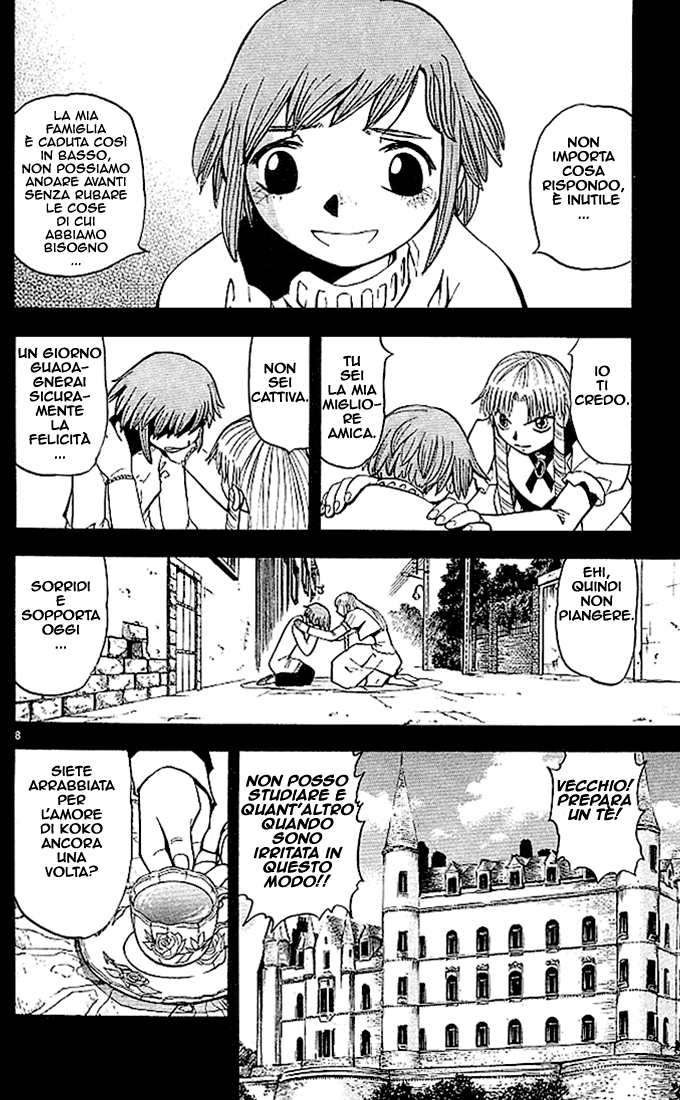 NON
IMPORTA
COSA
RISPONDO,
È INUTILE
...
LA MIA
FAMIGLIA
È CADUTA COSÌ
IN BASSO,
NON POSSIAMO
ANDARE AVANTI
SENZA RUBARE
LE COSE
DI CUI
ABBIAMO
BISOGNO
...
IO
TI
CREDO.
TU
SEI
LA MIA
MIGLIO-
RE
AMICA.
NON
SEI
CATTIVA.
UN GIORNO
GUADA-
GNERAI
SICURA-
MENTE
LA
FELICITÀ
...
EHI,
QUINDI
NON
PIANGERE.
SORRIDI
E
SOPPORTA
OGGI
...
8
VECCHIO!
PREPARA
UN TÈ!
NON POSSO
STUDIARE E
QUANT'ALTRO
QUANDO
SONO
IRRITATA IN
QUESTO
MODO!!
SIETE
ARRABBIATA
PER
L'AMORE
DI KOKO
ANCORA
UNA
VOLTA?